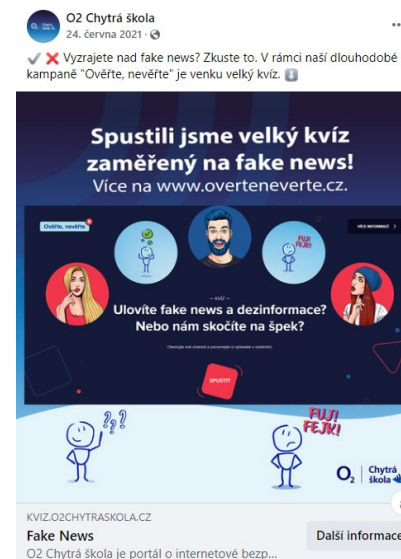 O2 Chytrá škola
24. června 2021 ·
Vyzrajete nad fake news? Zkuste to. V rámci naší dlouhodobé
kampaně "Ověřte, nevěřte" je venku velký kvíz.
Spustili jsme velký kvíz
zaměřený na fake news!
Více na www.overteneverte.cz.
Ověřte, nevěřte
VÍCE INFORMACÍ
FUJ!
FEJK!
– KVÍZ –
Ulovíte fake news a dezinformace?
Nebo nám skočíte na špek?
SPUSTIT
???
FUJ!
FEJK!
O2 Chytrá
škola
KVIZ.O2CHYTRASKOLA.CZ
Fake News
Další informace
O2 Chytrá škola je portál o internetové bezp...